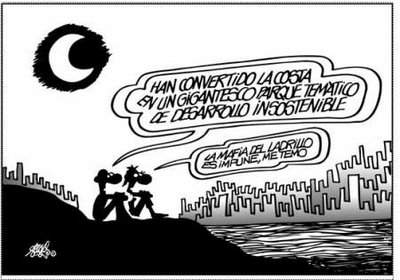 HAN CONVERTIDO LA COSTA
EN UN GIGANTESCO PARQUE TEMÁTICO
DE DESARROLLO INSOSTENIBLE
LA MAFIA DEL LADRILLO
ES IMPUNE, ME TEMO